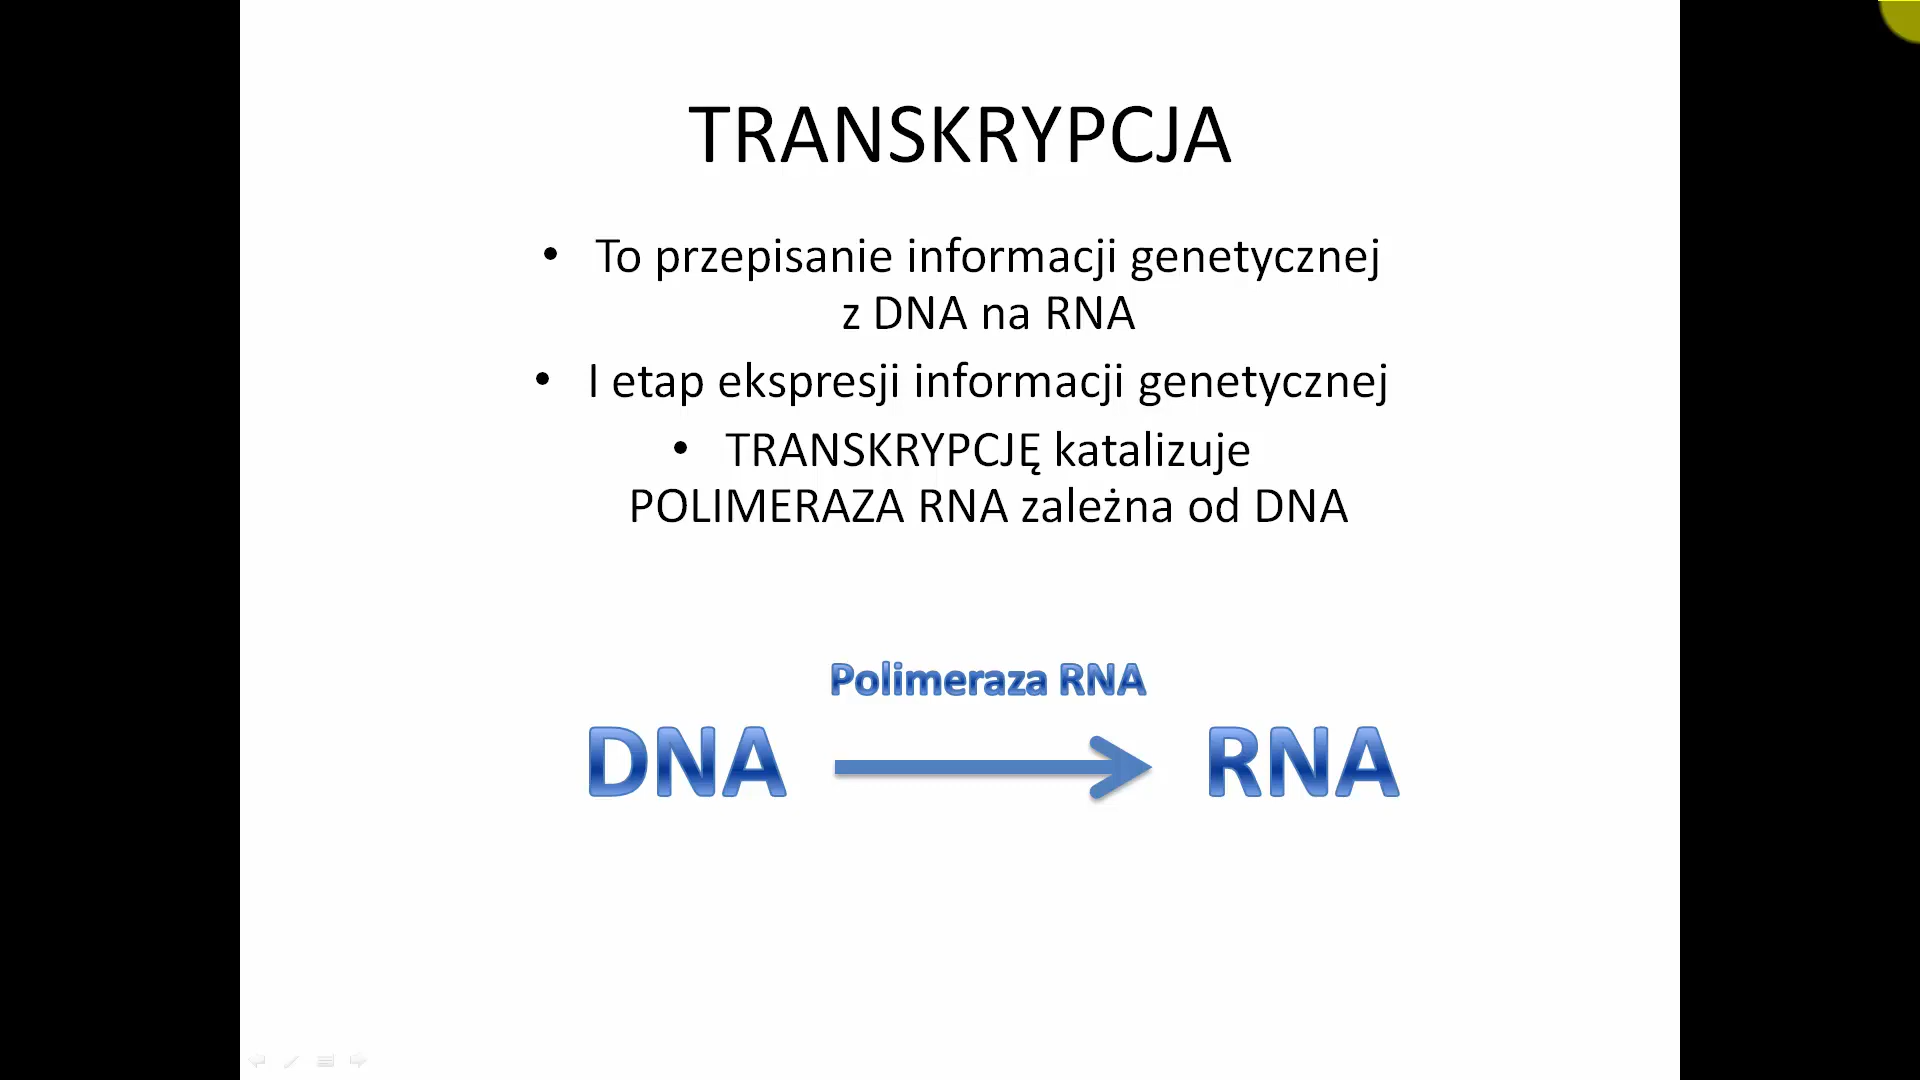 TRANSKRYPCJA
• To przepisanie informacji genetycznej
z DNA na RNA
• I etap ekspresji informacji genetycznej
• TRANSKRYPCJĘ katalizuje
POLIMERAZA RNA zależna od DNA
Polimeraza RNA
DNA RNA